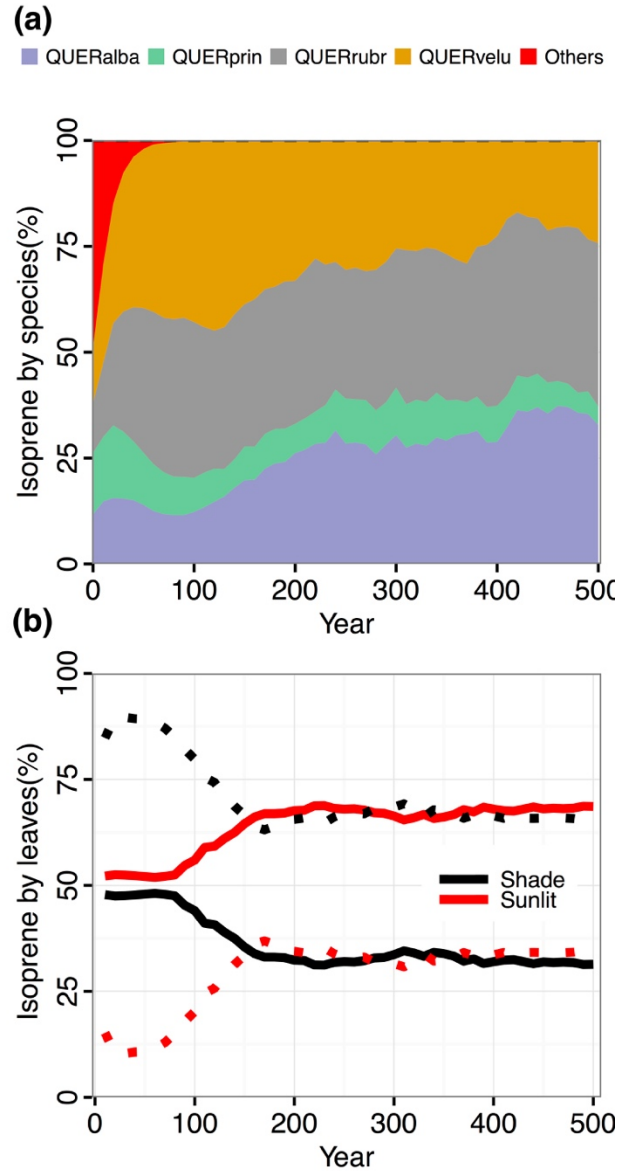 (a)
QUERalba QUERprin QUERrubr QUERvelu Others
100
75
50
25
0
Isoprene by species(%)
0 100 200 300 400 500
Year
(b)
100
75
50
25
0
Isoprene by leaves(%)
Shade
Sunlit
0 100 200 300 400 500
Year